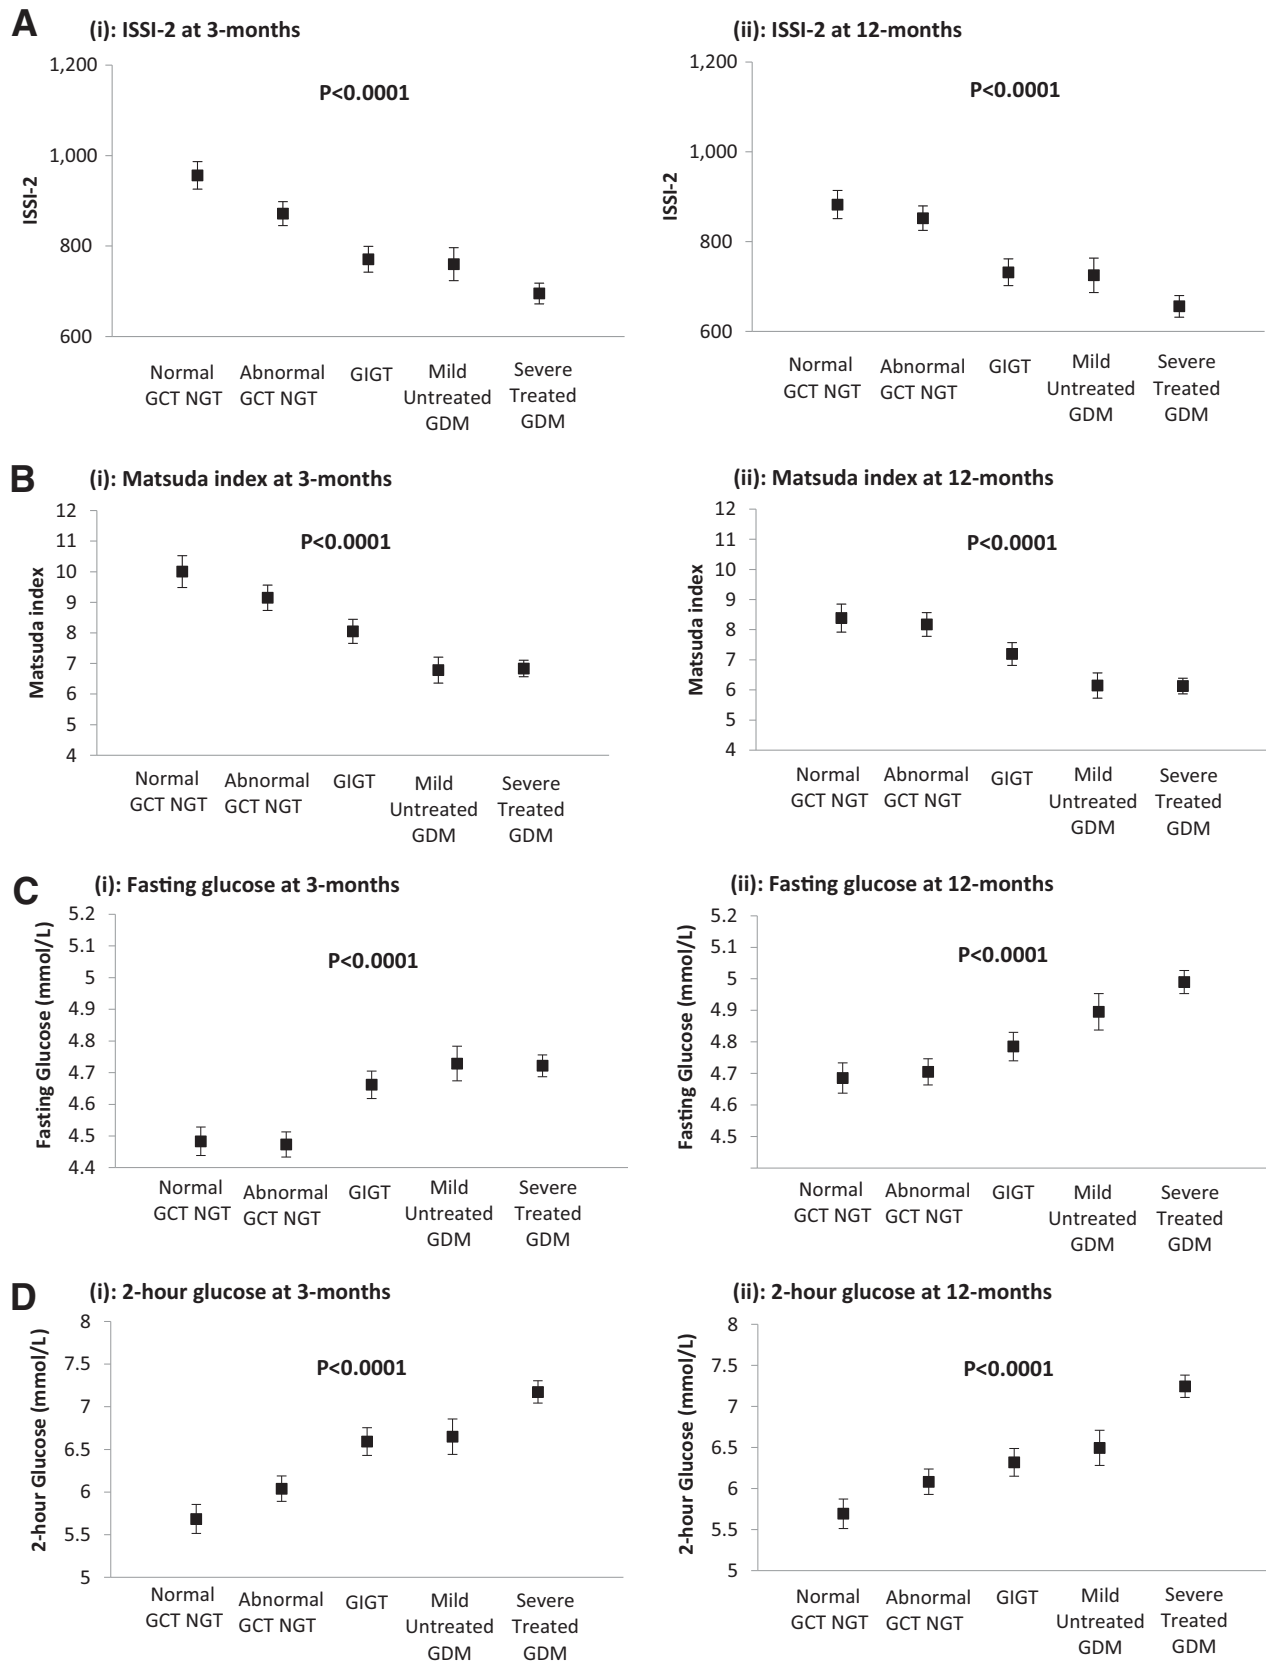 A
(i): ISSI-2 at 3-months
1,200
1,000
800
600
ISSI-2
P<0.0001
Normal
GCT NGT
Abnormal
GCT NGT
GIGT
Mild
Untreated
GDM
Severe
Treated
GDM
(ii): ISSI-2 at 12-months
1,200
1,000
800
600
ISSI-2
P<0.0001
Normal
GCT NGT
Abnormal
GCT NGT
GIGT
Mild
Untreated
GDM
Severe
Treated
GDM
B
(i): Matsuda index at 3-months
12
11
10
9
8
7
6
5
4
Matsuda index
P<0.0001
Normal
GCT NGT
Abnormal
GCT NGT
GIGT
Mild
Untreated
GDM
Severe
Treated
GDM
(ii): Matsuda index at 12-months
12
11
10
9
8
7
6
5
4
Matsuda index
P<0.0001
Normal
GCT NGT
Abnormal
GCT NGT
GIGT
Mild
Untreated
GDM
Severe
Treated
GDM
C
(i): Fasting glucose at 3-months
5.2
5.1
5
4.9
4.8
4.7
4.6
4.5
4.4
Fasting Glucose (mmol/L)
P<0.0001
Normal
GCT NGT
Abnormal
GCT NGT
GIGT
Mild
Untreated
GDM
Severe
Treated
GDM
(ii): Fasting glucose at 12-months
5.2
5.1
5
4.9
4.8
4.7
4.6
4.5
Fasting Glucose (mmol/L)
P<0.0001
Normal
GCT NGT
Abnormal
GCT NGT
GIGT
Mild
Untreated
GDM
Severe
Treated
GDM
D
(i): 2-hour glucose at 3-months
8
7.5
7
6.5
6
5.5
5
2-hour Glucose (mmol/L)
P<0.0001
Normal
GCT NGT
Abnormal
GCT NGT
GIGT
Mild
Untreated
GDM
Severe
Treated
GDM
(ii): 2-hour glucose at 12-months
8
7.5
7
6.5
6
5.5
5
2-hour Glucose (mmol/L)
P<0.0001
Normal
GCT NGT
Abnormal
GCT NGT
GIGT
Mild
Untreated
GDM
Severe
Treated
GDM